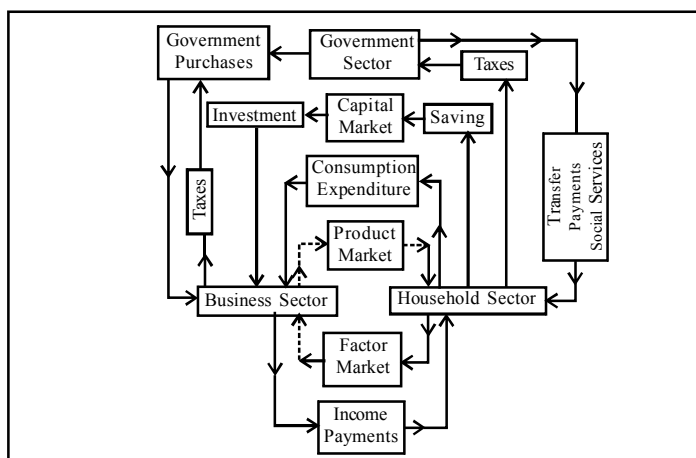 Government
Purchases
Government
Sector
Taxes
Investment
Capital
Market
Saving
Consumption
Expenditure
Taxes
Transfer
Payments
Social Services
Product
Market
Business Sector
Household Sector
Factor
Market
Income
Payments